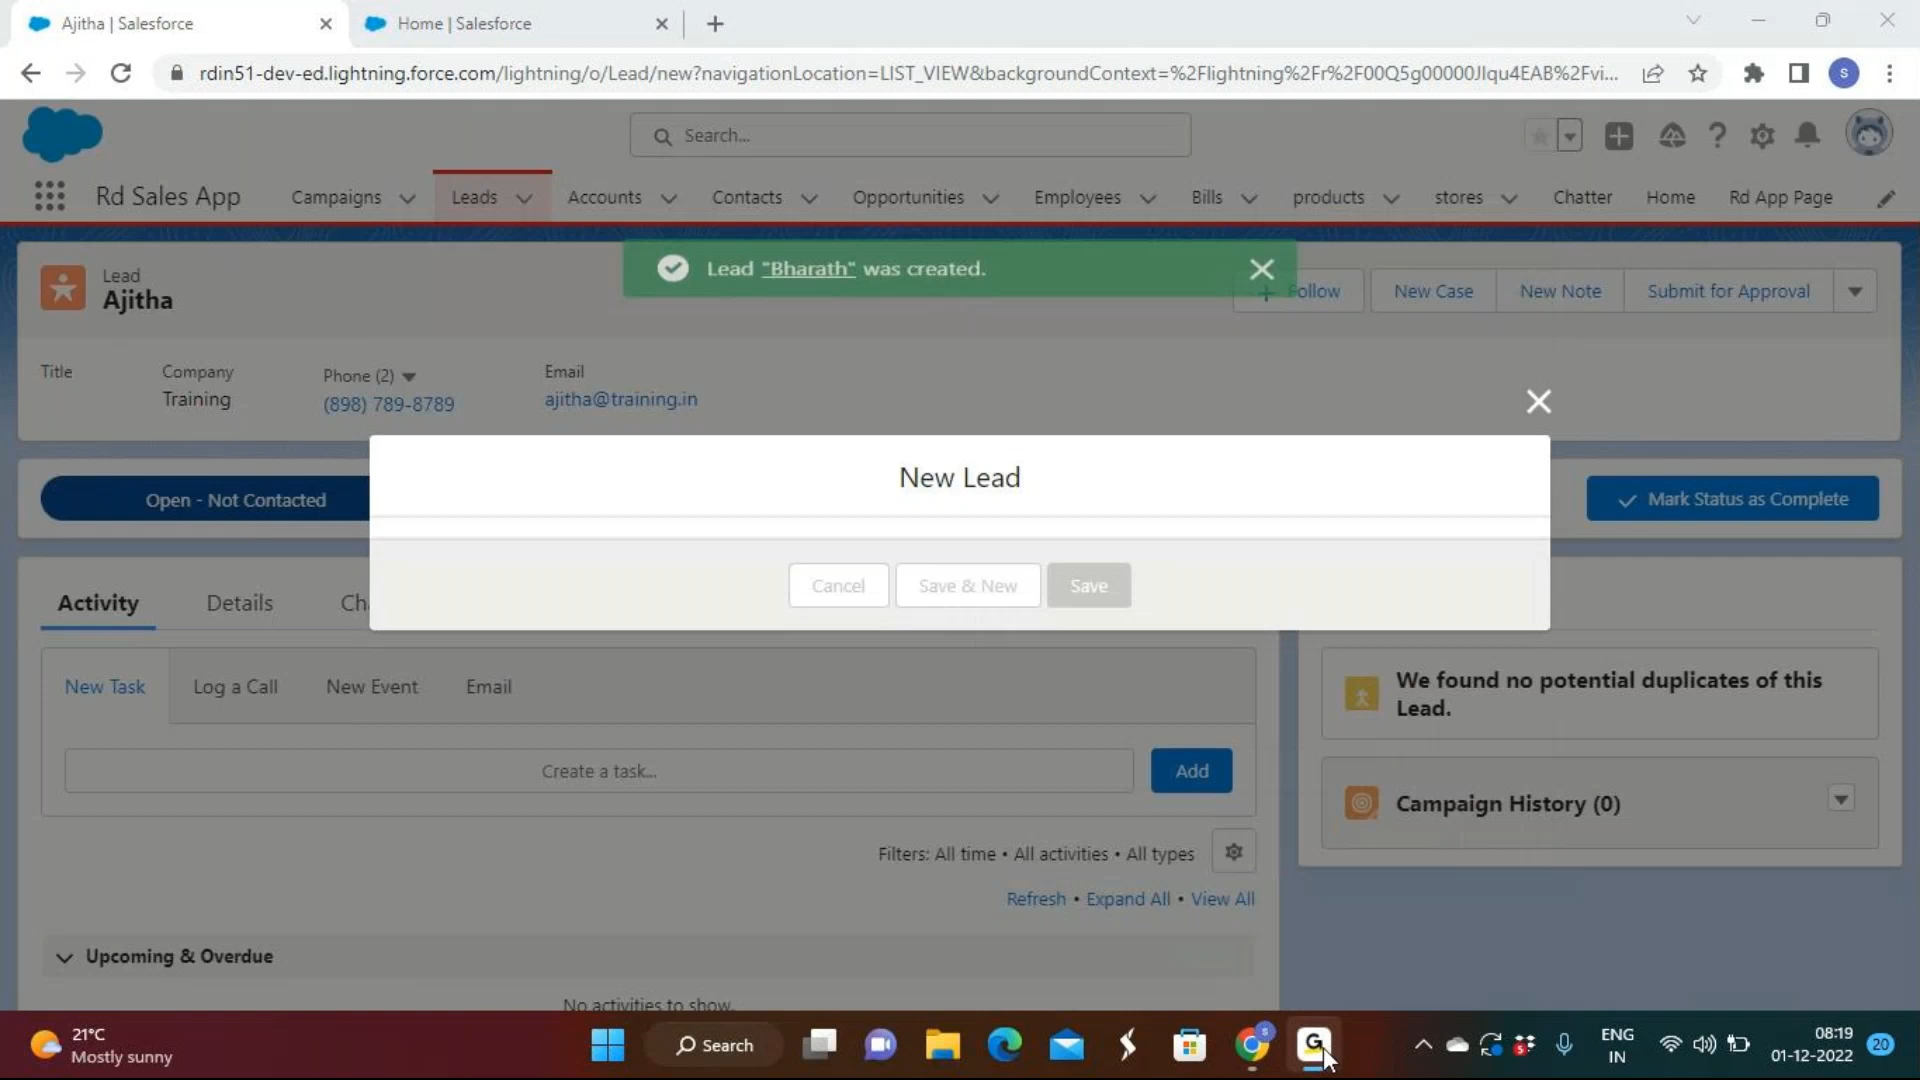 Ajitha | Salesforce
Home | Salesforce
rdin51-dev-ed.lightning.force.com/lightning/o/Lead/new?navigationLocation=LIST_VIEW&backgroundContext=%2Flightning%2Fr%2F00Q5g00000JIqu4EAB%2Fvi...
S
Search...
Rd Sales App
Campaigns
Leads
Accounts
Contacts
Opportunities
Employees
Bills
products
stores
Chatter
Home
Rd App Page
Lead "Bharath" was created.
Lead
Ajitha
Follow
New Case
New Note
Submit for Approval
Title
Company
Training
Phone (2)
(898) 789-8789
Email
ajitha@training.in
New Lead
Open - Not Contacted
Mark Status as Complete
Cancel
Save & New
Save
Activity
Details
New Task
Log a Call
New Event
Email
Create a task...
Add
We found no potential duplicates of this
Lead.
Campaign History (0)
Filters: All time • All activities • All types
Refresh • Expand All • View All
Upcoming & Overdue
No activities to show.
21°C
Mostly sunny
Search
S
G
ENG
IN
08:19
01-12-2022
20